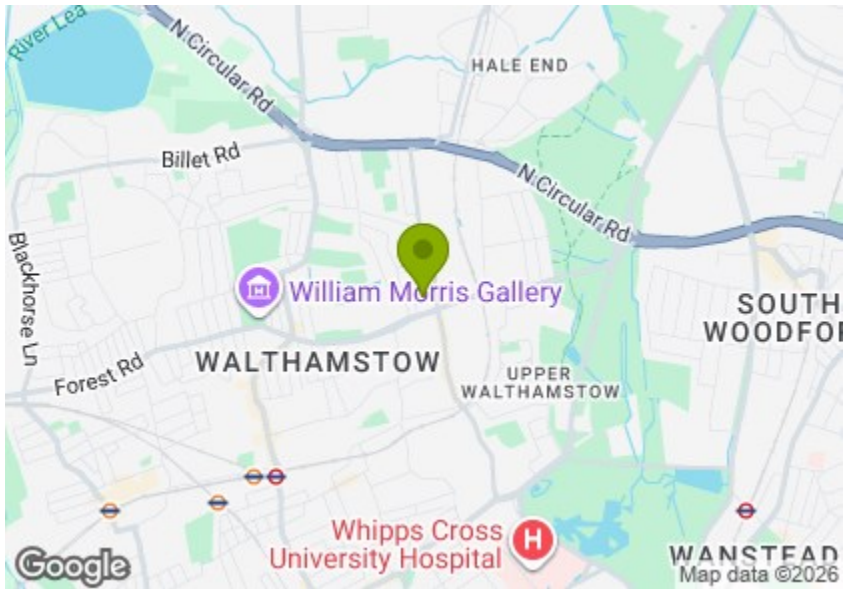 River Lea
N Circular Rd
HALE END
Billet Rd
N Circular Rd
Blackhorse Ln
William Morris Gallery
SOUTH
WOODFOR
Forest Rd
WALTHAMSTOW
UPPER
WALTHAMSTOW
Whipps Cross
University Hospital
H
WANSTEAD
Google
Map data ©2026